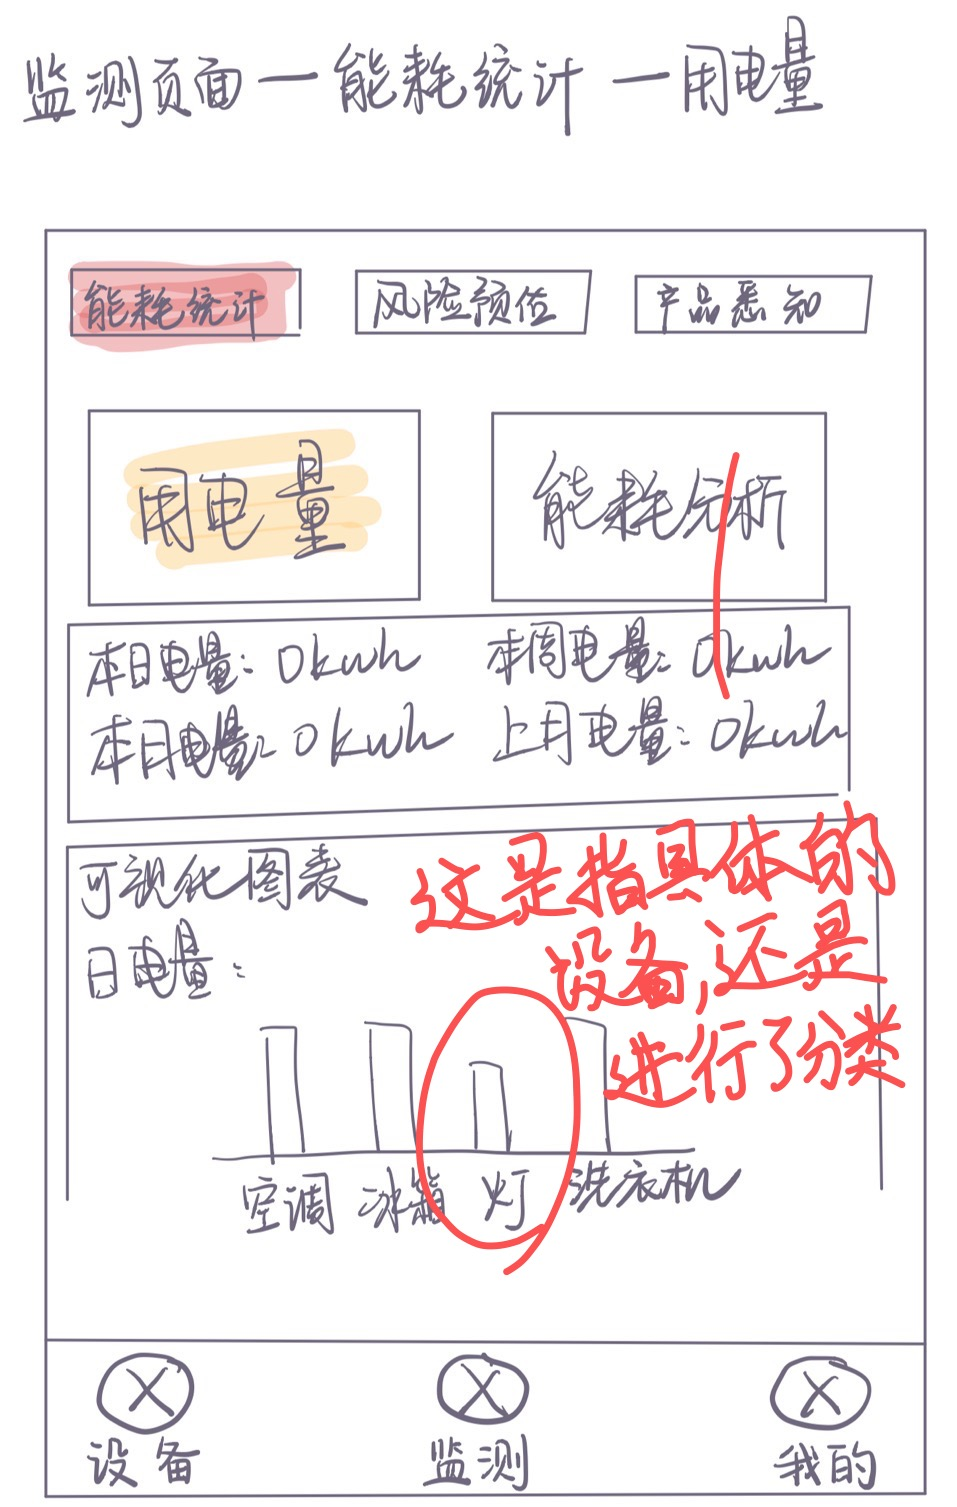 监测页面一能耗统计一用电量
能耗统计
风险预估
产品悉知
用电量
能耗分析
本日电量：0kwh
本周电量：0kwh
本月电量：0kwh
上月电量：0kwh
可视化图表
日电量：
这是指具体的
设备,还是
进行了分类
空调 冰箱 灯 洗衣机
设备
监测
我的